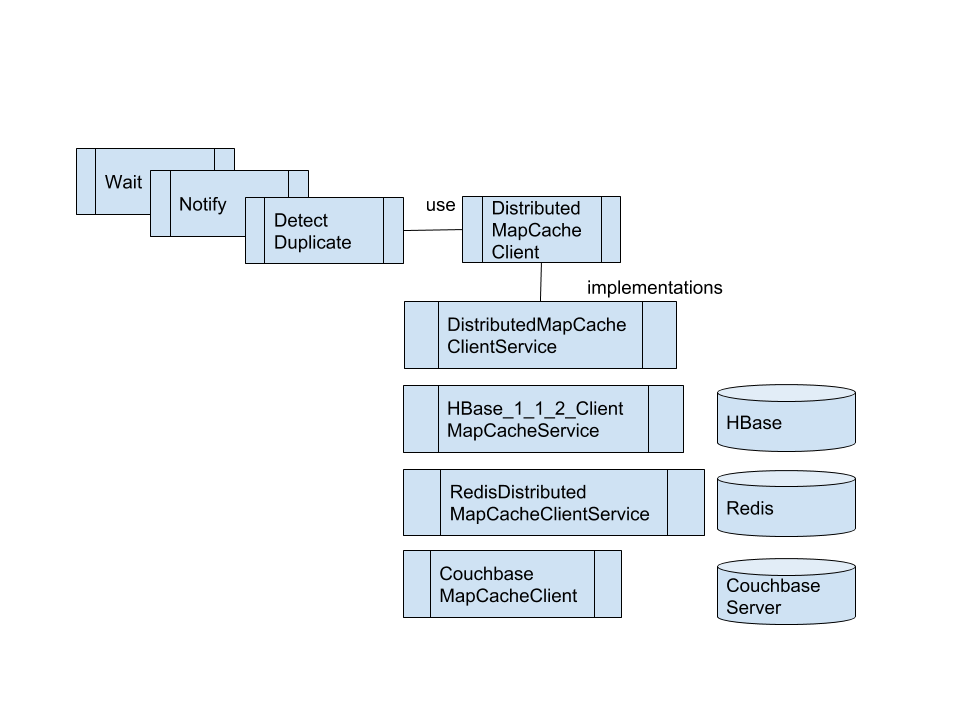 Wait
Notify
Detect
Duplicate
use
Distributed
MapCache
Client
implementations
DistributedMapCache
ClientService
HBase_1_1_2_Client
MapCacheService
HBase
RedisDistributed
MapCacheClientService
Redis
Couchbase
MapCacheClient
Couchbase
Server